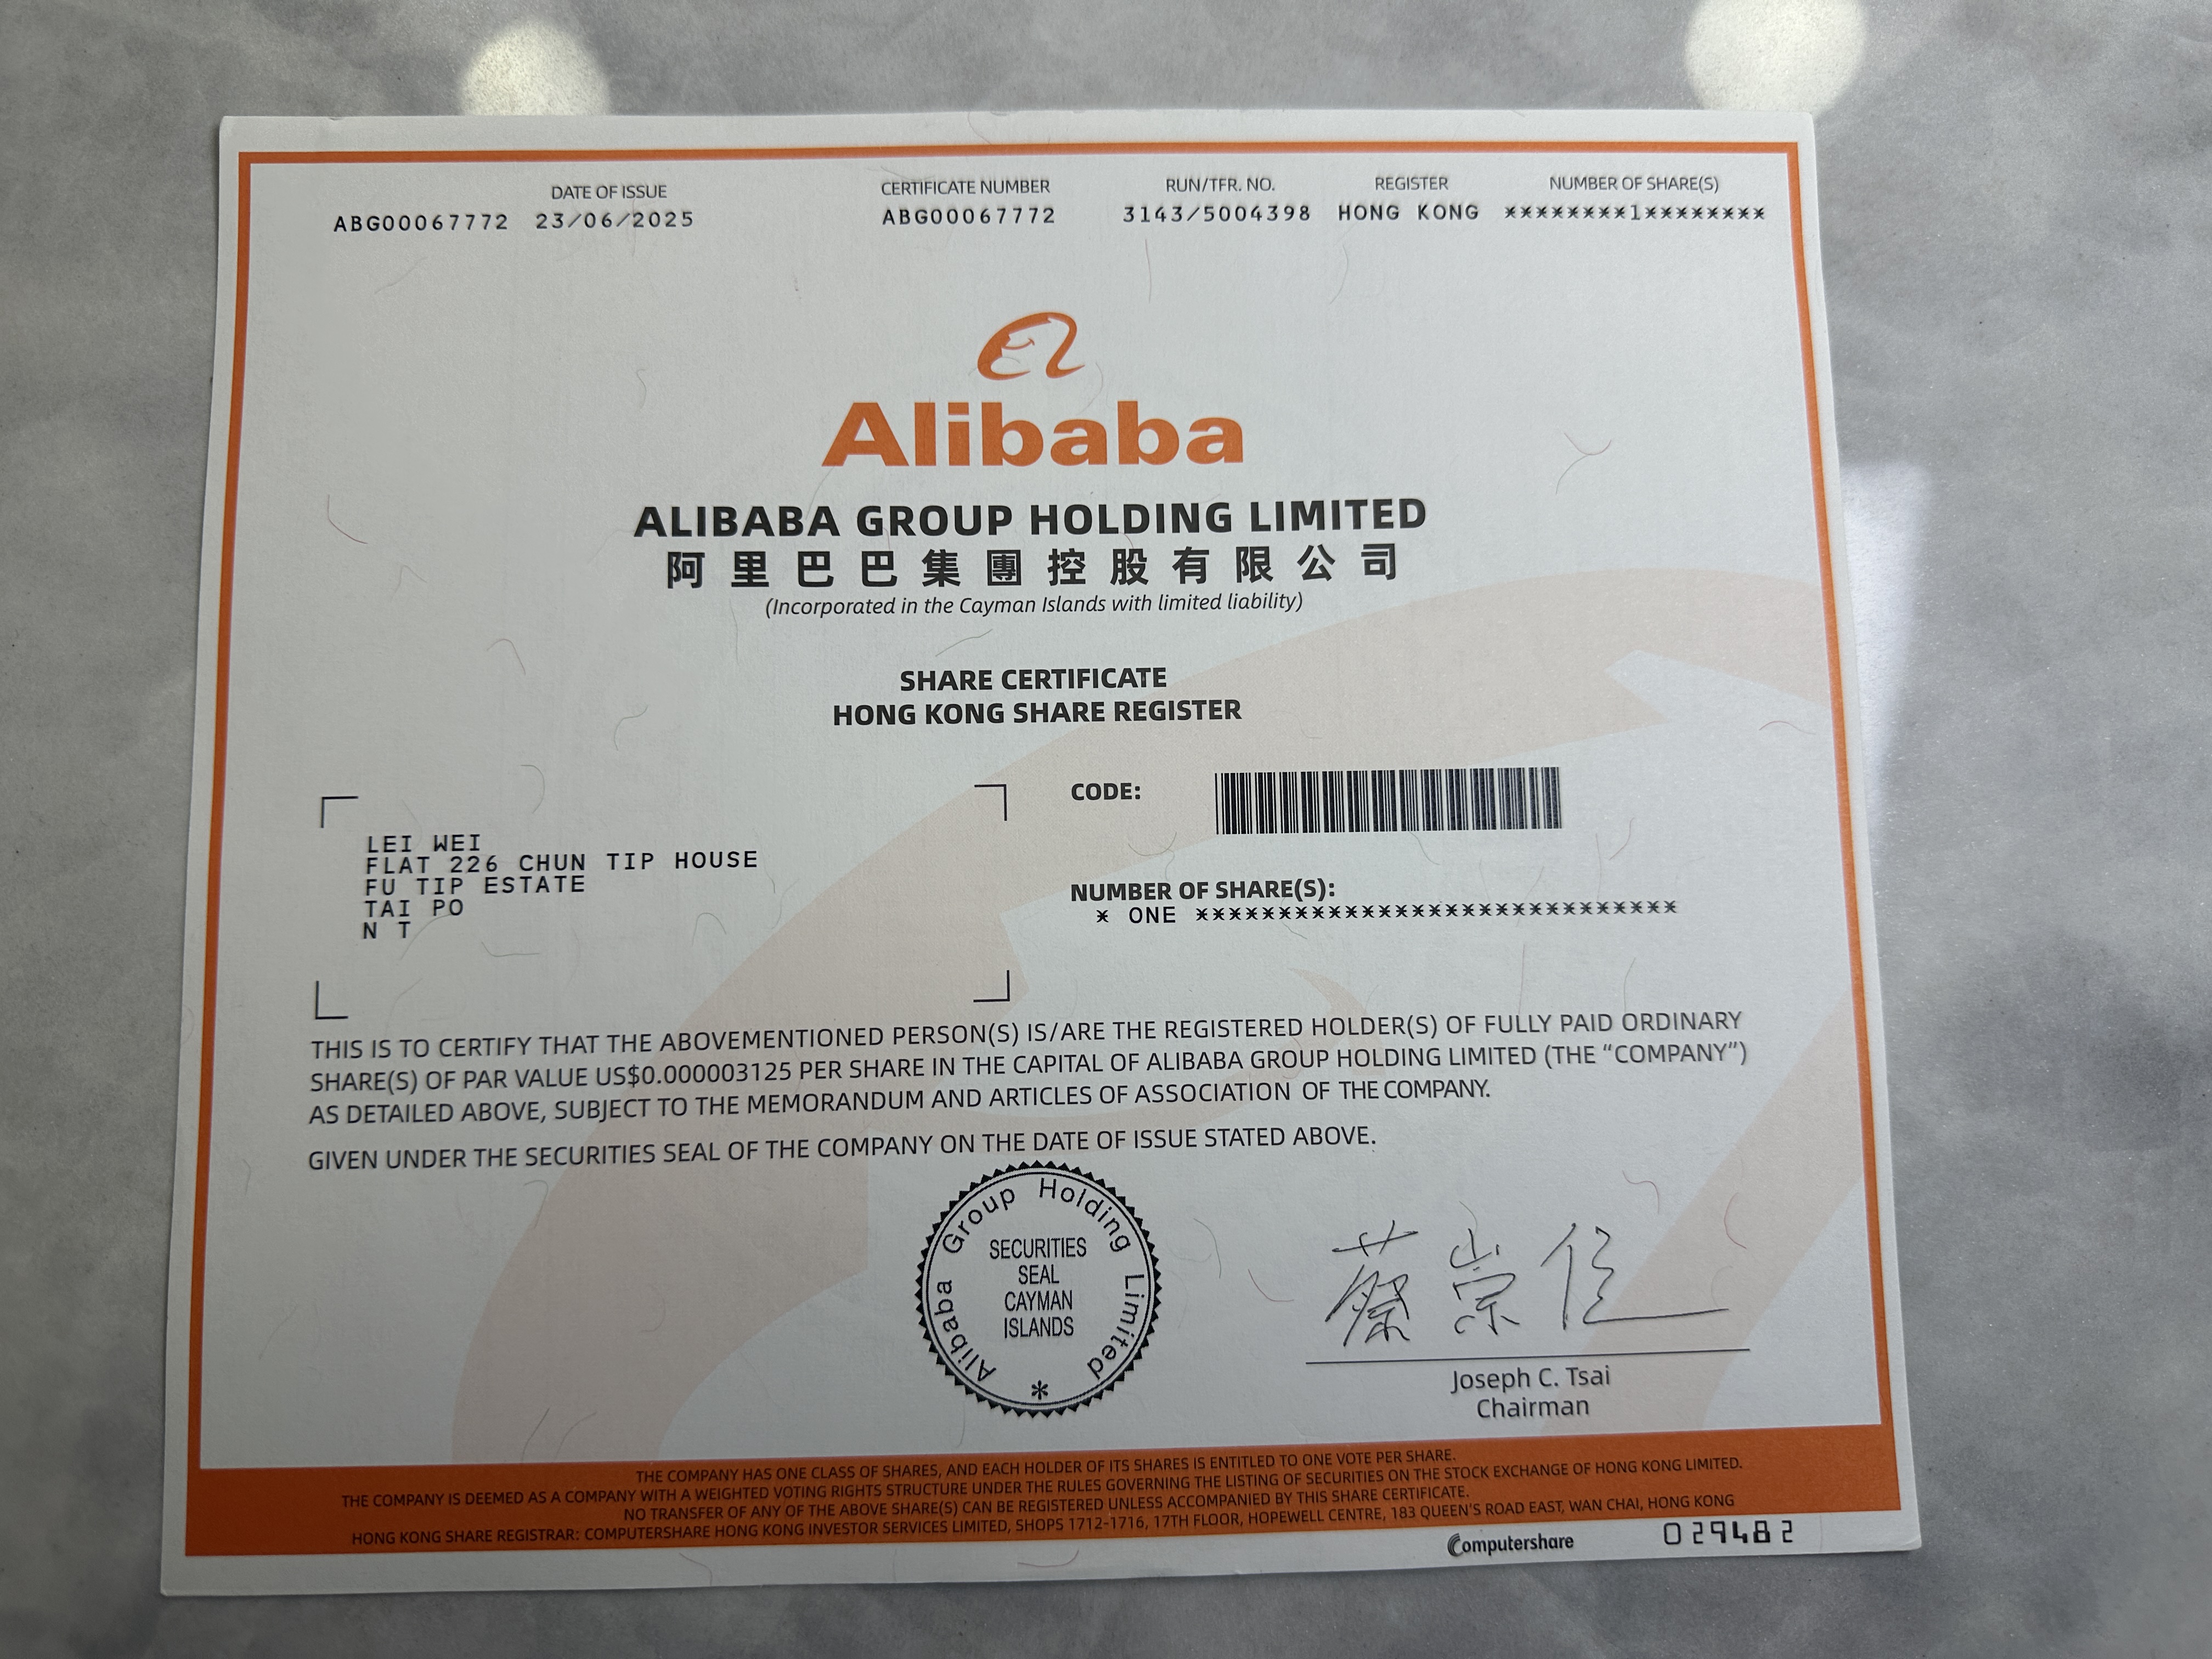 DATE OF ISSUE CERTIFICATE NUMBER RUN/TFR. NO. REGISTER NUMBER OF SHARE(S)
ABG00067772 23/06/2025 ABG00067772 3143/5004398 HONG KONG ********1********
Alibaba
ALIBABA GROUP HOLDING LIMITED
阿里巴巴集團控股有限公司
(Incorporated in the Cayman Islands with limited liability)
SHARE CERTIFICATE
HONG KONG SHARE REGISTER
CODE:
LEI WEI
FLAT 226 CHUN TIP HOUSE
FU TIP ESTATE
TAI PO
N T
NUMBER OF SHARE(S):
* ONE *****************************
THIS IS TO CERTIFY THAT THE ABOVEMENTIONED PERSON(S) IS/ARE THE REGISTERED HOLDER(S) OF FULLY PAID ORDINARY
SHARE(S) OF PAR VALUE US$0.000003125 PER SHARE IN THE CAPITAL OF ALIBABA GROUP HOLDING LIMITED (THE “COMPANY”)
AS DETAILED ABOVE, SUBJECT TO THE MEMORANDUM AND ARTICLES OF ASSOCIATION OF THE COMPANY.
GIVEN UNDER THE SECURITIES SEAL OF THE COMPANY ON THE DATE OF ISSUE STATED ABOVE.
Alibaba Group Holding Limited
SECURITIES
SEAL
CAYMAN
ISLANDS
*
蔡崇信
Joseph C. Tsai
Chairman
THE COMPANY HAS ONE CLASS OF SHARES, AND EACH HOLDER OF ITS SHARES IS ENTITLED TO ONE VOTE PER SHARE.
THE COMPANY IS DEEMED AS A COMPANY WITH A WEIGHTED VOTING RIGHTS STRUCTURE UNDER THE RULES GOVERNING THE LISTING OF SECURITIES ON THE STOCK EXCHANGE OF HONG KONG LIMITED.
NO TRANSFER OF ANY OF THE ABOVE SHARE(S) CAN BE REGISTERED UNLESS ACCOMPANIED BY THIS SHARE CERTIFICATE.
HONG KONG SHARE REGISTRAR: COMPUTERSHARE HONG KONG INVESTOR SERVICES LIMITED, SHOPS 1712-1716, 17TH FLOOR, HOPEWELL CENTRE, 183 QUEEN'S ROAD EAST, WAN CHAI, HONG KONG
Computershare 029482